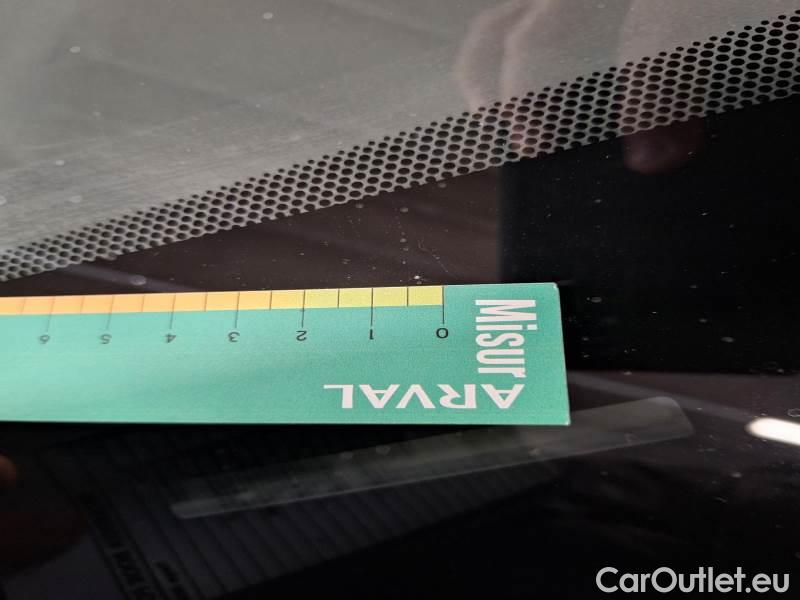 Misur
ARVAL
0 1 2 3 4 5 6
CarOutlet.eu